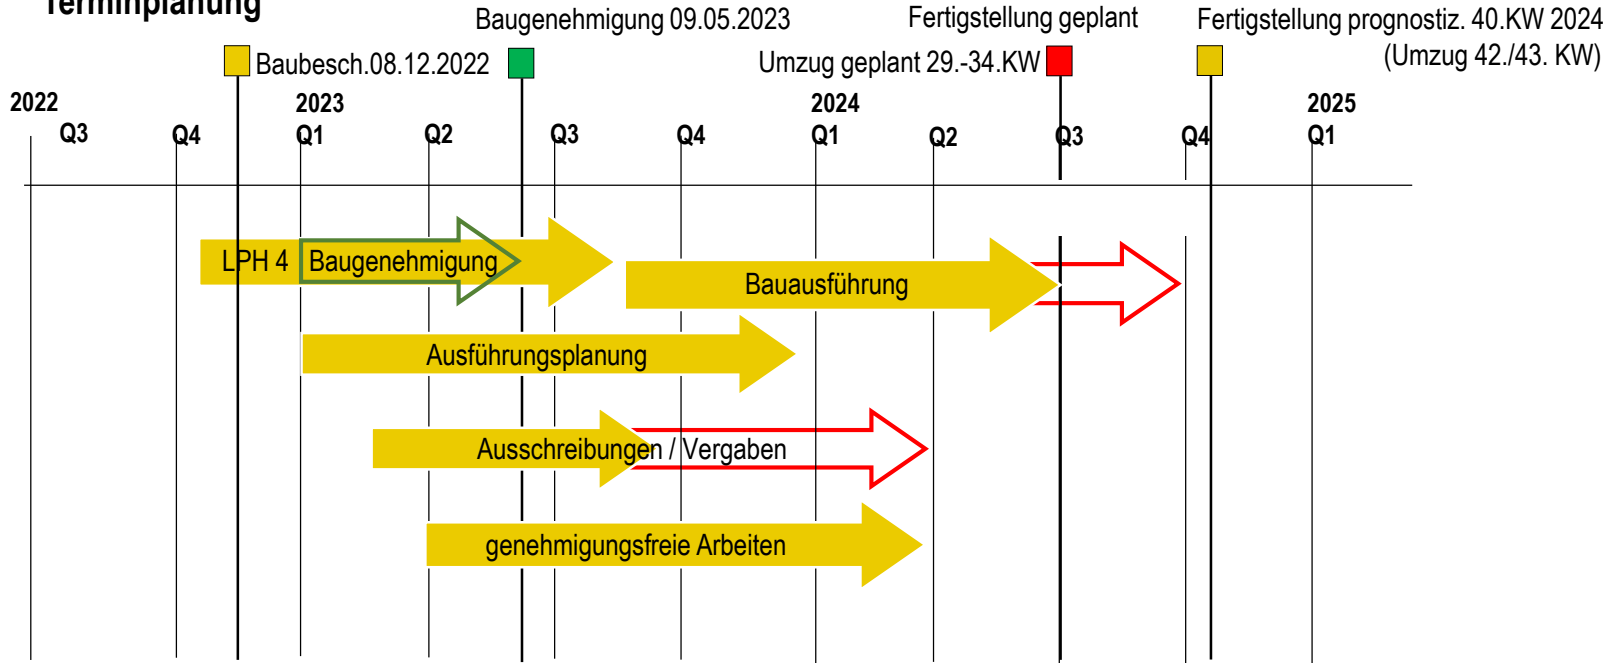 Terminplanung
Baugenehmigung 09.05.2023
Fertigstellung geplant
Fertigstellung prognostiz. 40.KW 2024
Baubesch.08.12.2022
Umzug geplant 29.-34.KW
(Umzug 42./43. KW)
2022
2023
2024
2025
Q3
Q4
Q1
Q2
Q3
Q4
Q1
Q2
Q3
Q4
Q1
LPH 4
Baugenehmigung
Bauausführung
Ausführungsplanung
Ausschreibungen / Vergaben
genehmigungsfreie Arbeiten